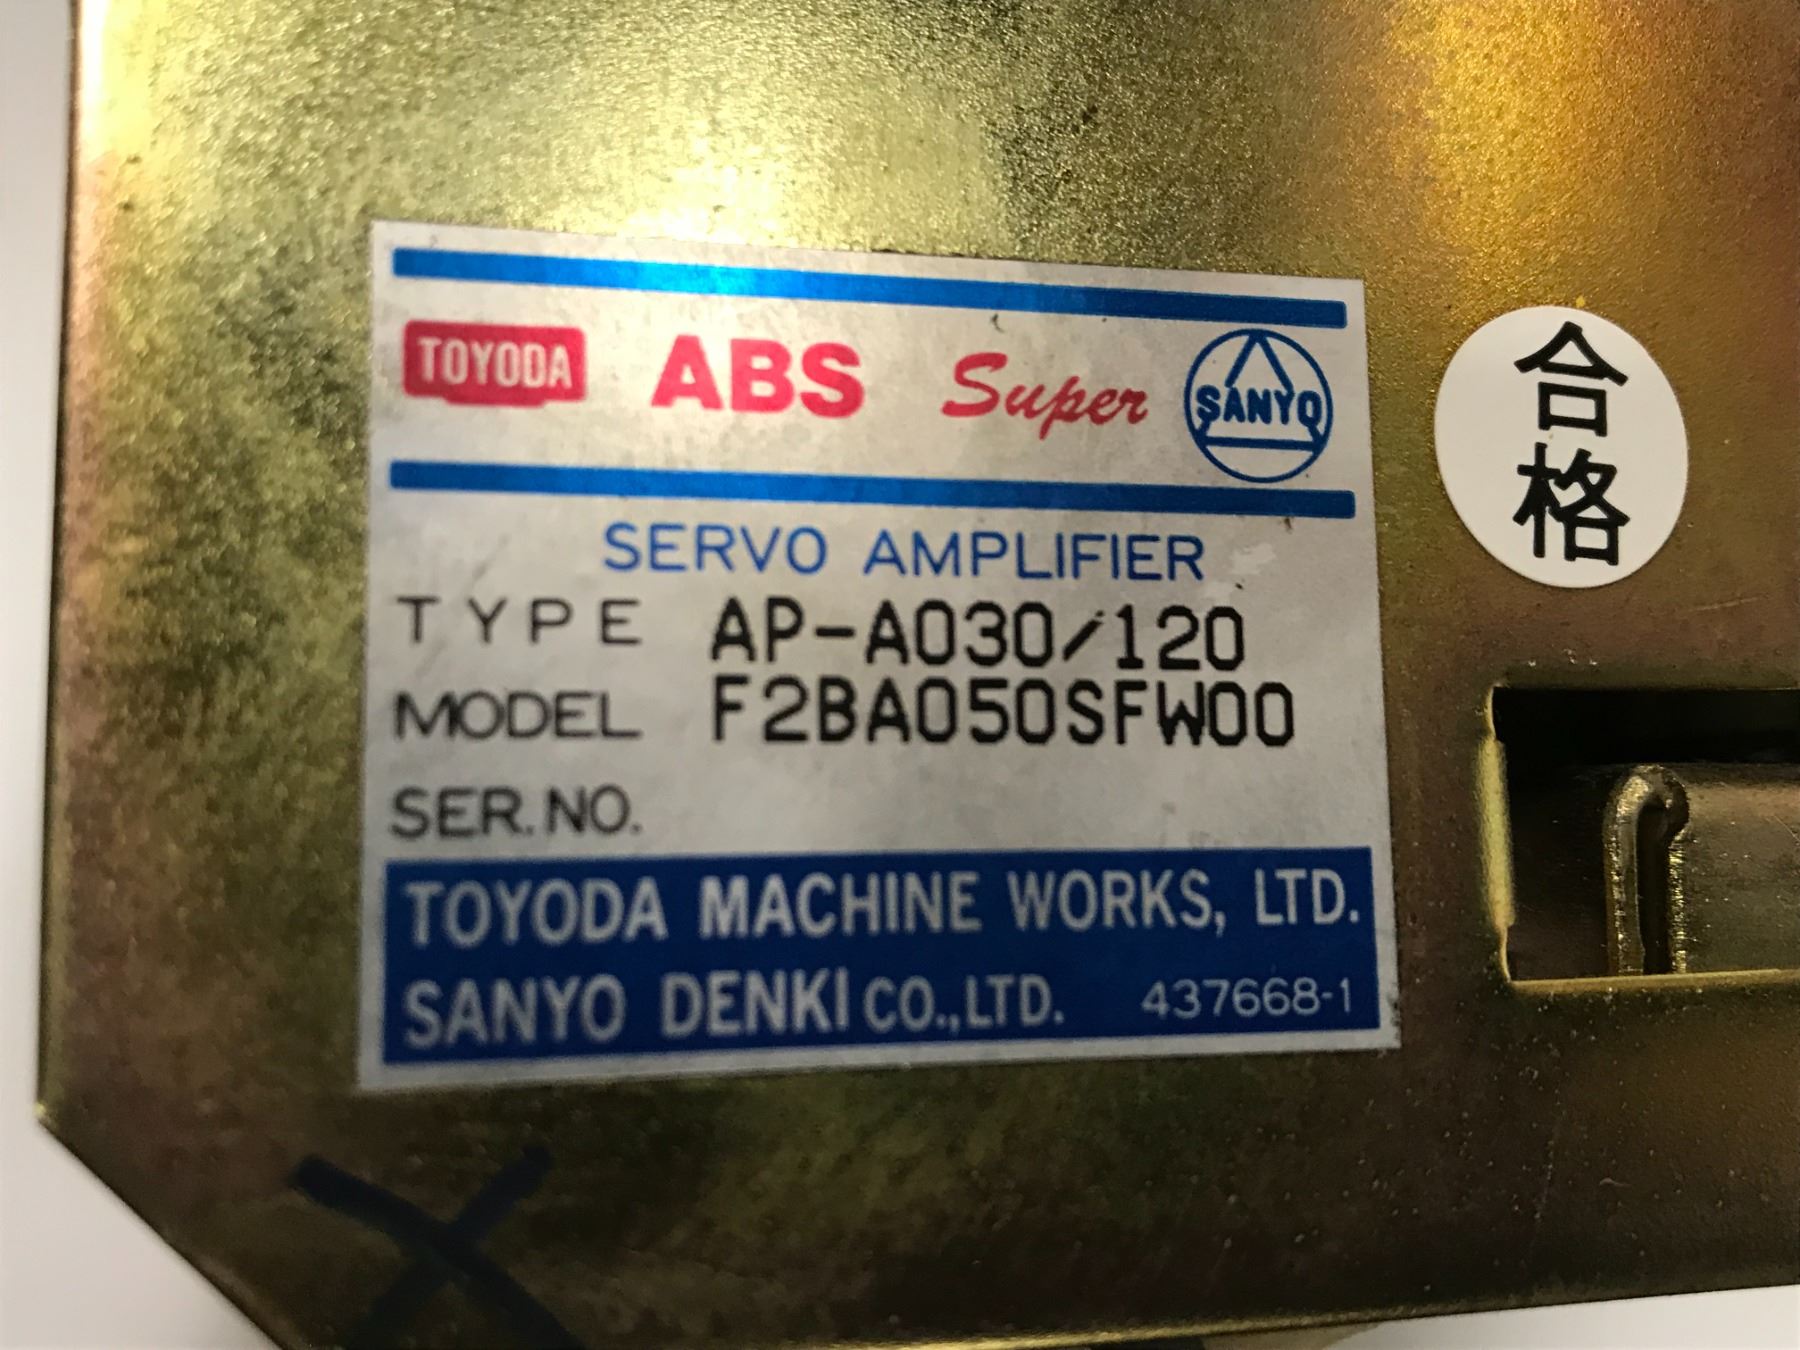 TOYODA ABS Super SANYO
SERVO AMPLIFIER
TYPE AP-A030/120
MODEL F2BA050SFW00
SER.NO.
TOYODA MACHINE WORKS, LTD.
SANYO DENKI CO.,LTD. 437668-1
合
格